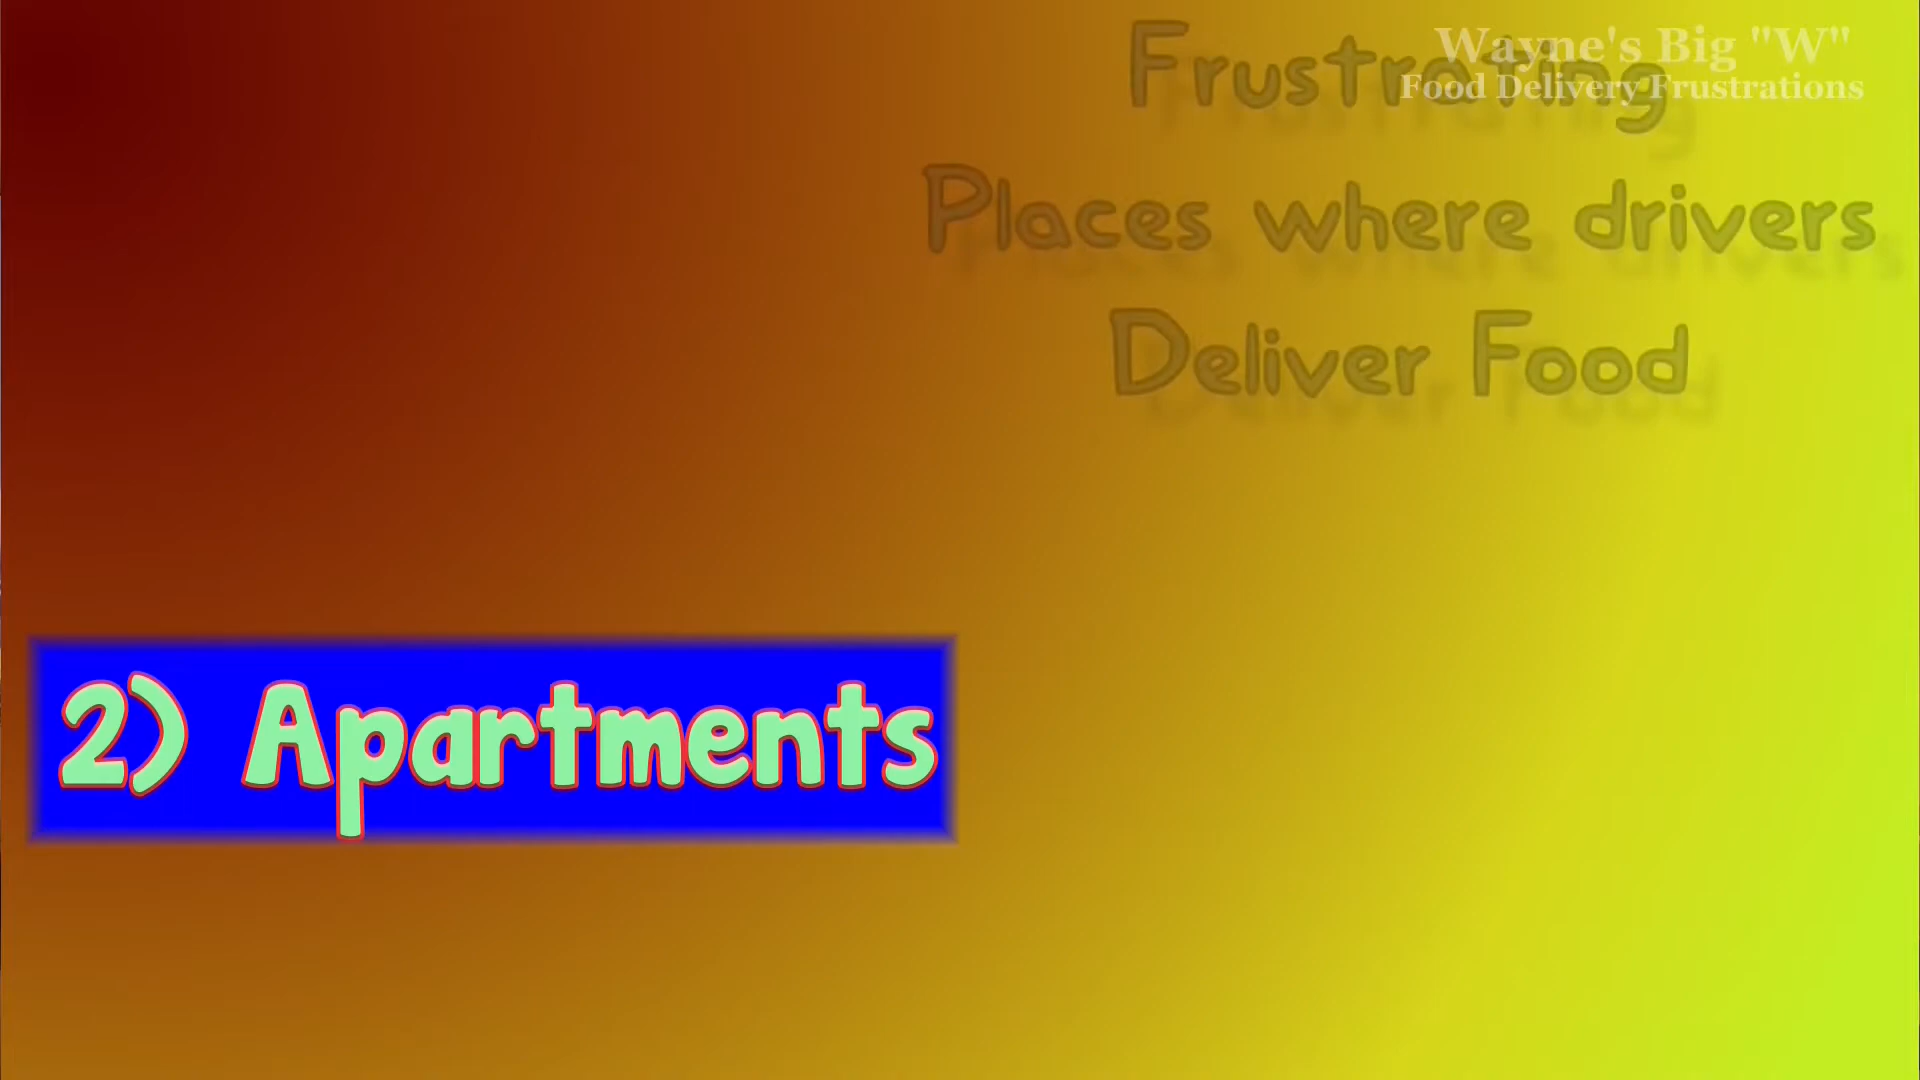 Wayne's Big "W"
Food Delivery Frustrations
Frustrating
Places where drivers
Deliver Food
2) Apartments